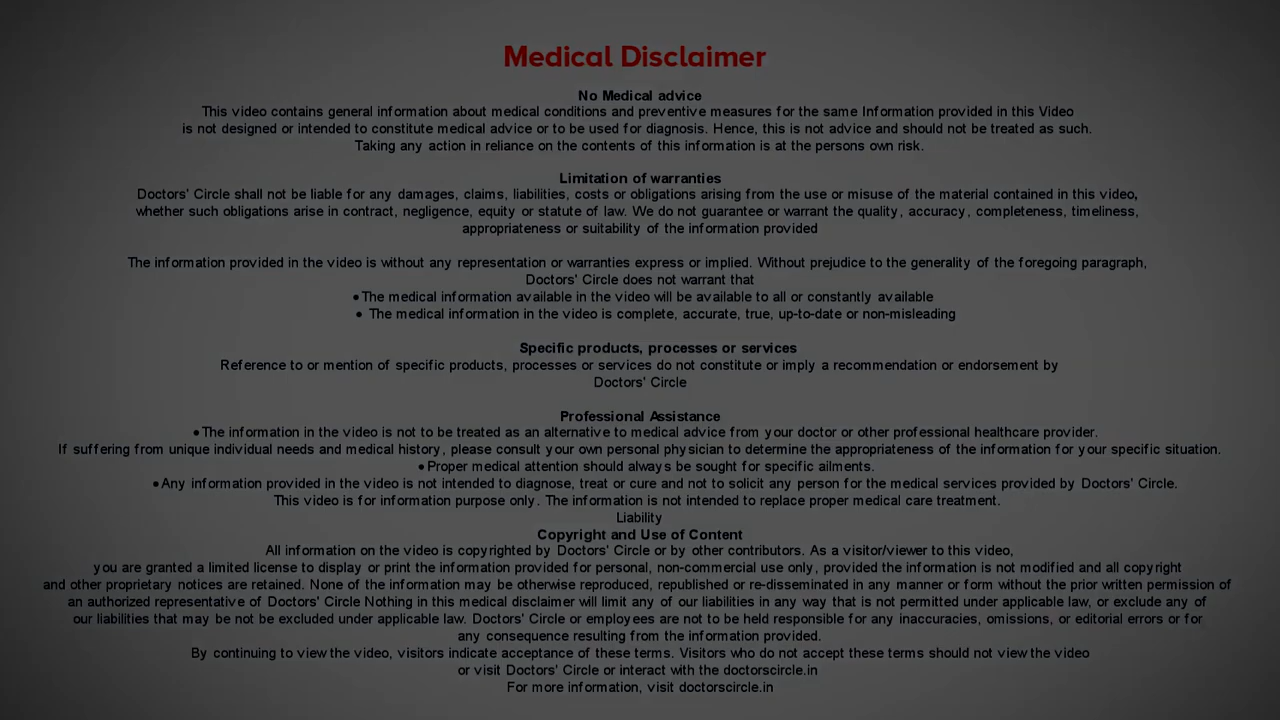 Medical Disclaimer
No Medical advice
This video contains general information about medical conditions and preventive measures for the same Information provided in this Video
is not designed or intended to constitute medical advice or to be used for diagnosis. Hence, this is not advice and should not be treated as such.
Taking any action in reliance on the contents of this information is at the persons own risk.
Limitation of warranties
Doctors' Circle shall not be liable for any damages, claims, liabilities, costs or obligations arising from the use or misuse of the material contained in this video,
whether such obligations arise in contract, negligence, equity or statute of law. We do not guarantee or warrant the quality, accuracy, completeness, timeliness,
appropriateness or suitability of the information provided
The information provided in the video is without any representation or warranties express or implied. Without prejudice to the generality of the foregoing paragraph,
Doctors' Circle does not warrant that
•The medical information available in the video will be available to all or constantly available
• The medical information in the video is complete, accurate, true, up-to-date or non-misleading
Specific products, processes or services
Reference to or mention of specific products, processes or services do not constitute or imply a recommendation or endorsement by
Doctors' Circle
Professional Assistance
•The information in the video is not to be treated as an alternative to medical advice from your doctor or other professional healthcare provider.
If suffering from unique individual needs and medical history, please consult your own personal physician to determine the appropriateness of the information for your specific situation.
•Proper medical attention should always be sought for specific ailments.
•Any information provided in the video is not intended to diagnose, treat or cure and not to solicit any person for the medical services provided by Doctors' Circle.
This video is for information purpose only. The information is not intended to replace proper medical care treatment.
Liability
Copyright and Use of Content
All information on the video is copyrighted by Doctors' Circle or by other contributors. As a visitor/viewer to this video,
you are granted a limited license to display or print the information provided for personal, non-commercial use only, provided the information is not modified and all copyright
and other proprietary notices are retained. None of the information may be otherwise reproduced, republished or re-disseminated in any manner or form without the prior written permission of
an authorized representative of Doctors' Circle Nothing in this medical disclaimer will limit any of our liabilities in any way that is not permitted under applicable law, or exclude any of
our liabilities that may be not be excluded under applicable law. Doctors' Circle or employees are not to be held responsible for any inaccuracies, omissions, or editorial errors or for
any consequence resulting from the information provided.
By continuing to view the video, visitors indicate acceptance of these terms. Visitors who do not accept these terms should not view the video
or visit Doctors' Circle or interact with the doctorscircle.in
For more information, visit doctorscircle.in